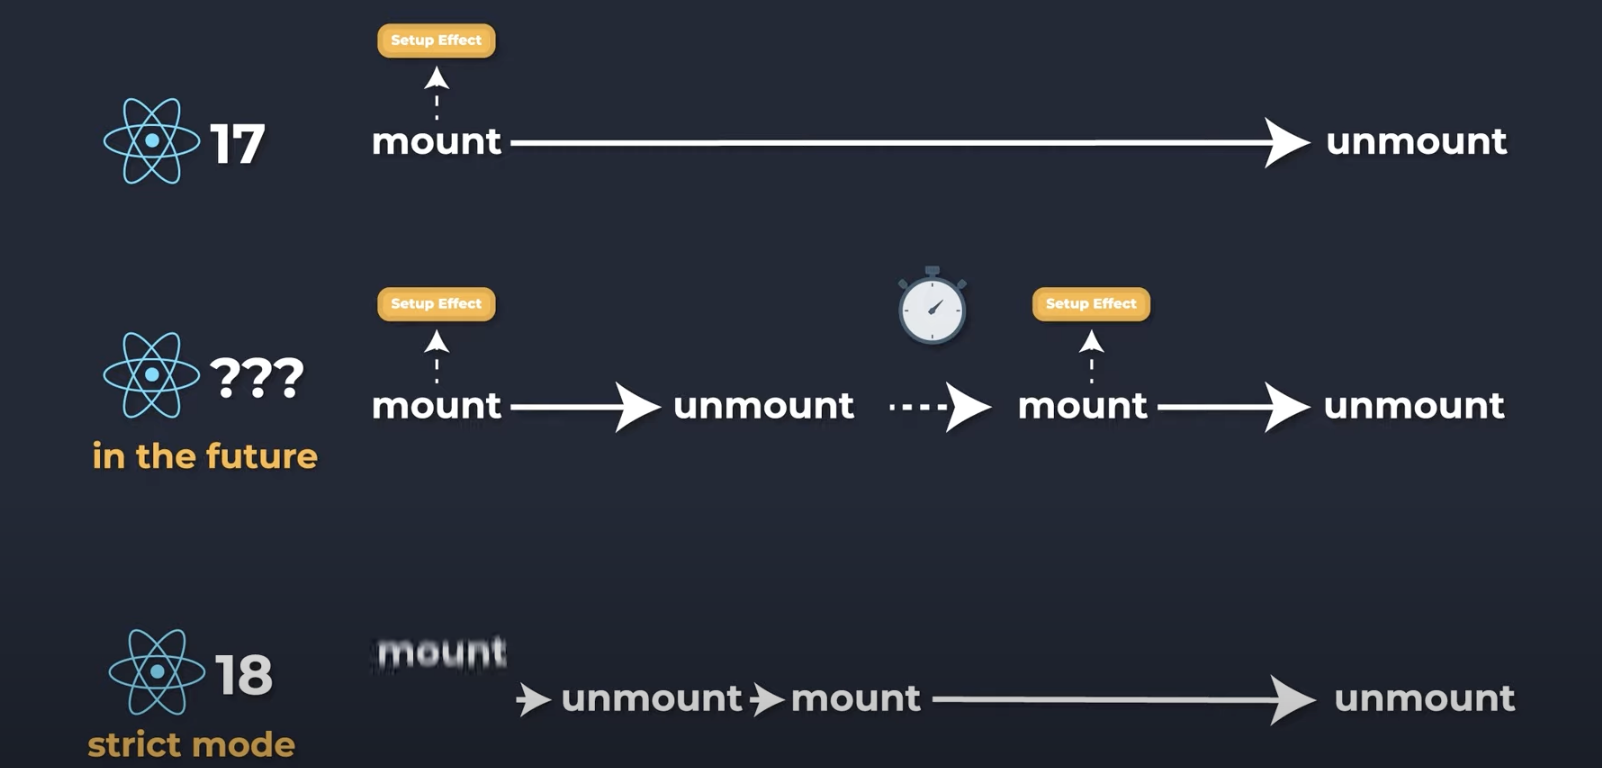 Setup Effect
17 mount unmount
Setup Effect Setup Effect
??? mount unmount mount unmount
in the future
mount
18 unmount mount unmount
strict mode